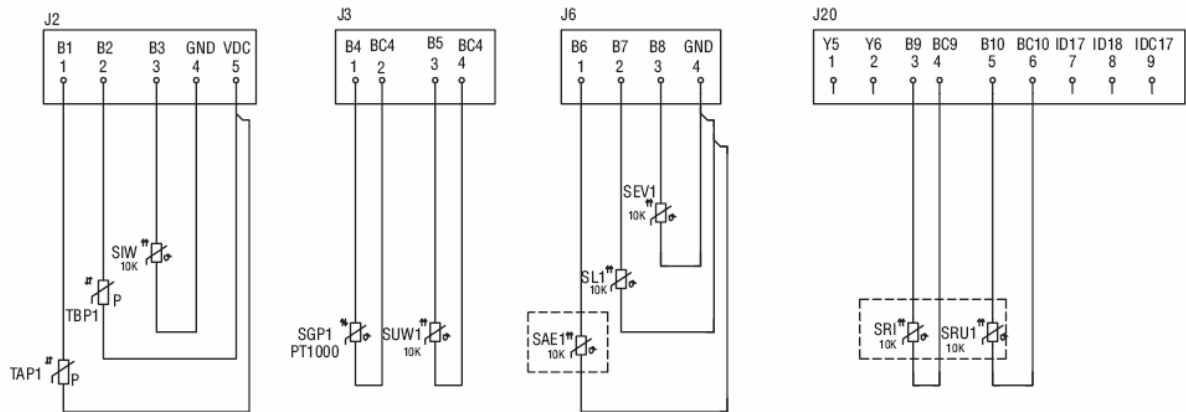 J2
B1 B2 B3 GND VDC
1 2 3 4 5
SIW
10K
TBP1
P
TAP1
P
J3
B4 BC4 B5 BC4
1 2 3 4
SGP1
PT1000
SUW1
10K
J6
B6 B7 B8 GND
1 2 3 4
SEV1
10K
SL1
10K
SAE1
10K
J20
Y5 Y6 B9 BC9 B10 BC10 ID17 ID18 IDC17
1 2 3 4 5 6 7 8 9
SRI
10K
SRU1
10K